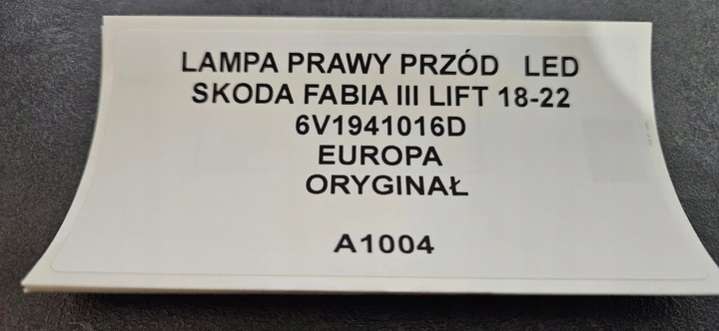 LAMPA PRAWY PRZÓD LED
SKODA FABIA III LIFT 18-22
6V1941016D
EUROPA
ORYGINAŁ
A1004